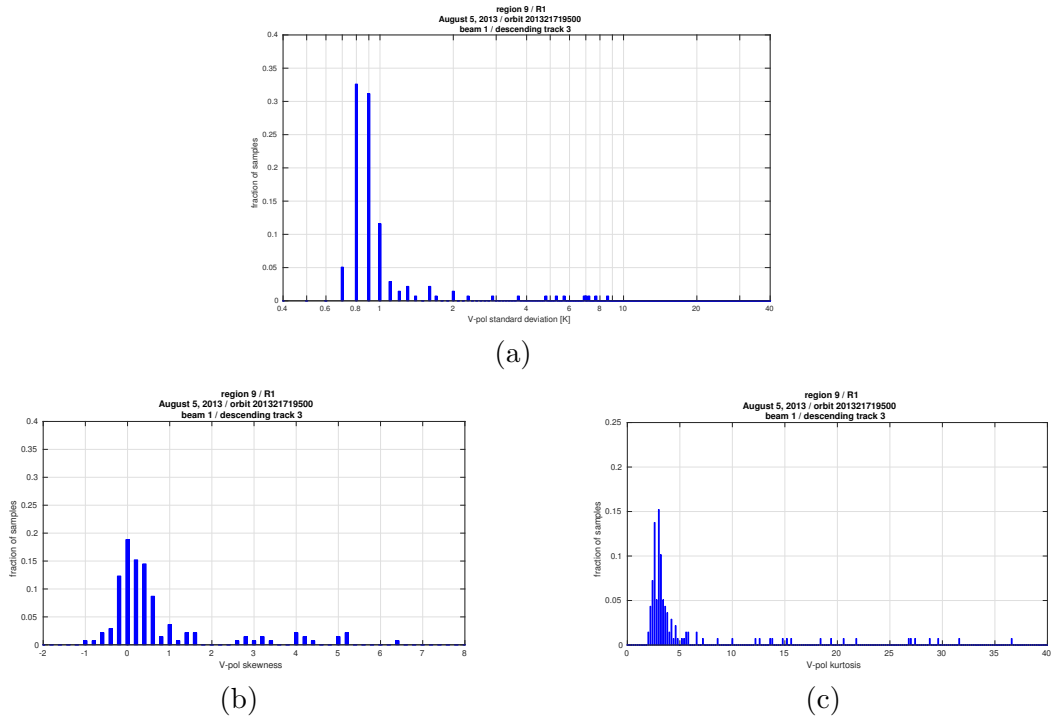 region 9 / R1
August 5, 2013 / orbit 201321719500
beam 1 / descending track 3
0.4
0.35
0.3
0.25
0.2
0.15
0.1
0.05
0
fraction of samples
0.4 0.6 0.8 1 2 4 6 8 10 20 40
V-pol standard deviation [K]
(a)
region 9 / R1
August 5, 2013 / orbit 201321719500
beam 1 / descending track 3
0.4
0.35
0.3
0.25
0.2
0.15
0.1
0.05
0
fraction of samples
-2 -1 0 1 2 3 4 5 6 7 8
V-pol skewness
(b)
region 9 / R1
August 5, 2013 / orbit 201321719500
beam 1 / descending track 3
0.25
0.2
0.15
0.1
0.05
0
fraction of samples
0 5 10 15 20 25 30 35 40
V-pol kurtosis
(c)